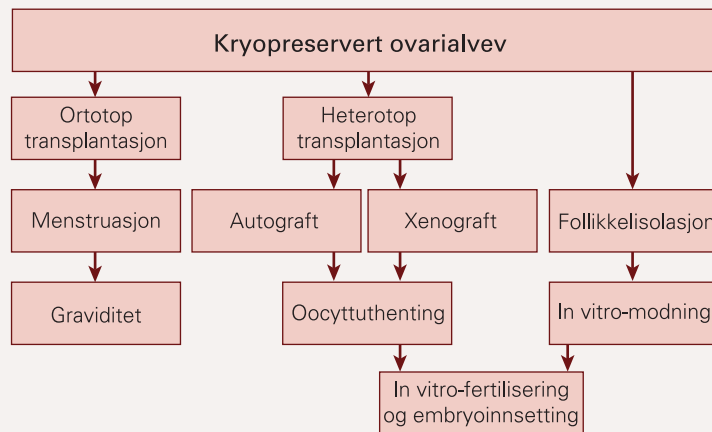 Kryopreservert ovarialvev
Ortotop
transplantasjon
Heterotop
transplantasjon
Menstruasjon
Autograft
Xenograft
Follikkelisolasjon
Graviditet
Oocyttuthenting
In vitro-modning
In vitro-fertilisering
og embryoinnsetting